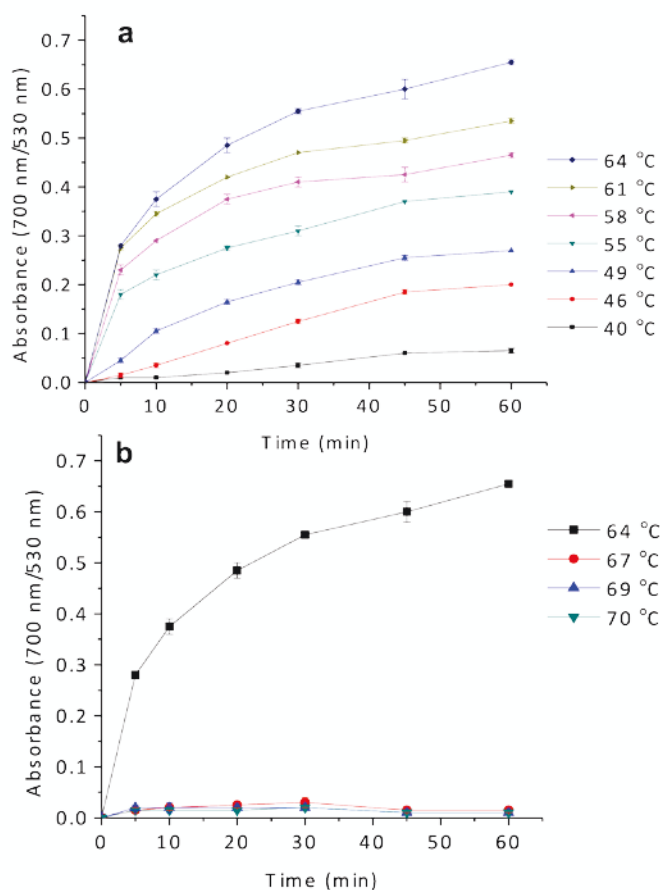 a
0.7
0.6
0.5
0.4
0.3
0.2
0.1
0.0
Absorbance (700 nm/530 nm)
0 10 20 30 40 50 60
Time (min)
64 °C
61 °C
58 °C
55 °C
49 °C
46 °C
40 °C
b
0.7
0.6
0.5
0.4
0.3
0.2
0.1
0.0
Absorbance (700 nm/530 nm)
0 10 20 30 40 50 60
Time (min)
64 °C
67 °C
69 °C
70 °C